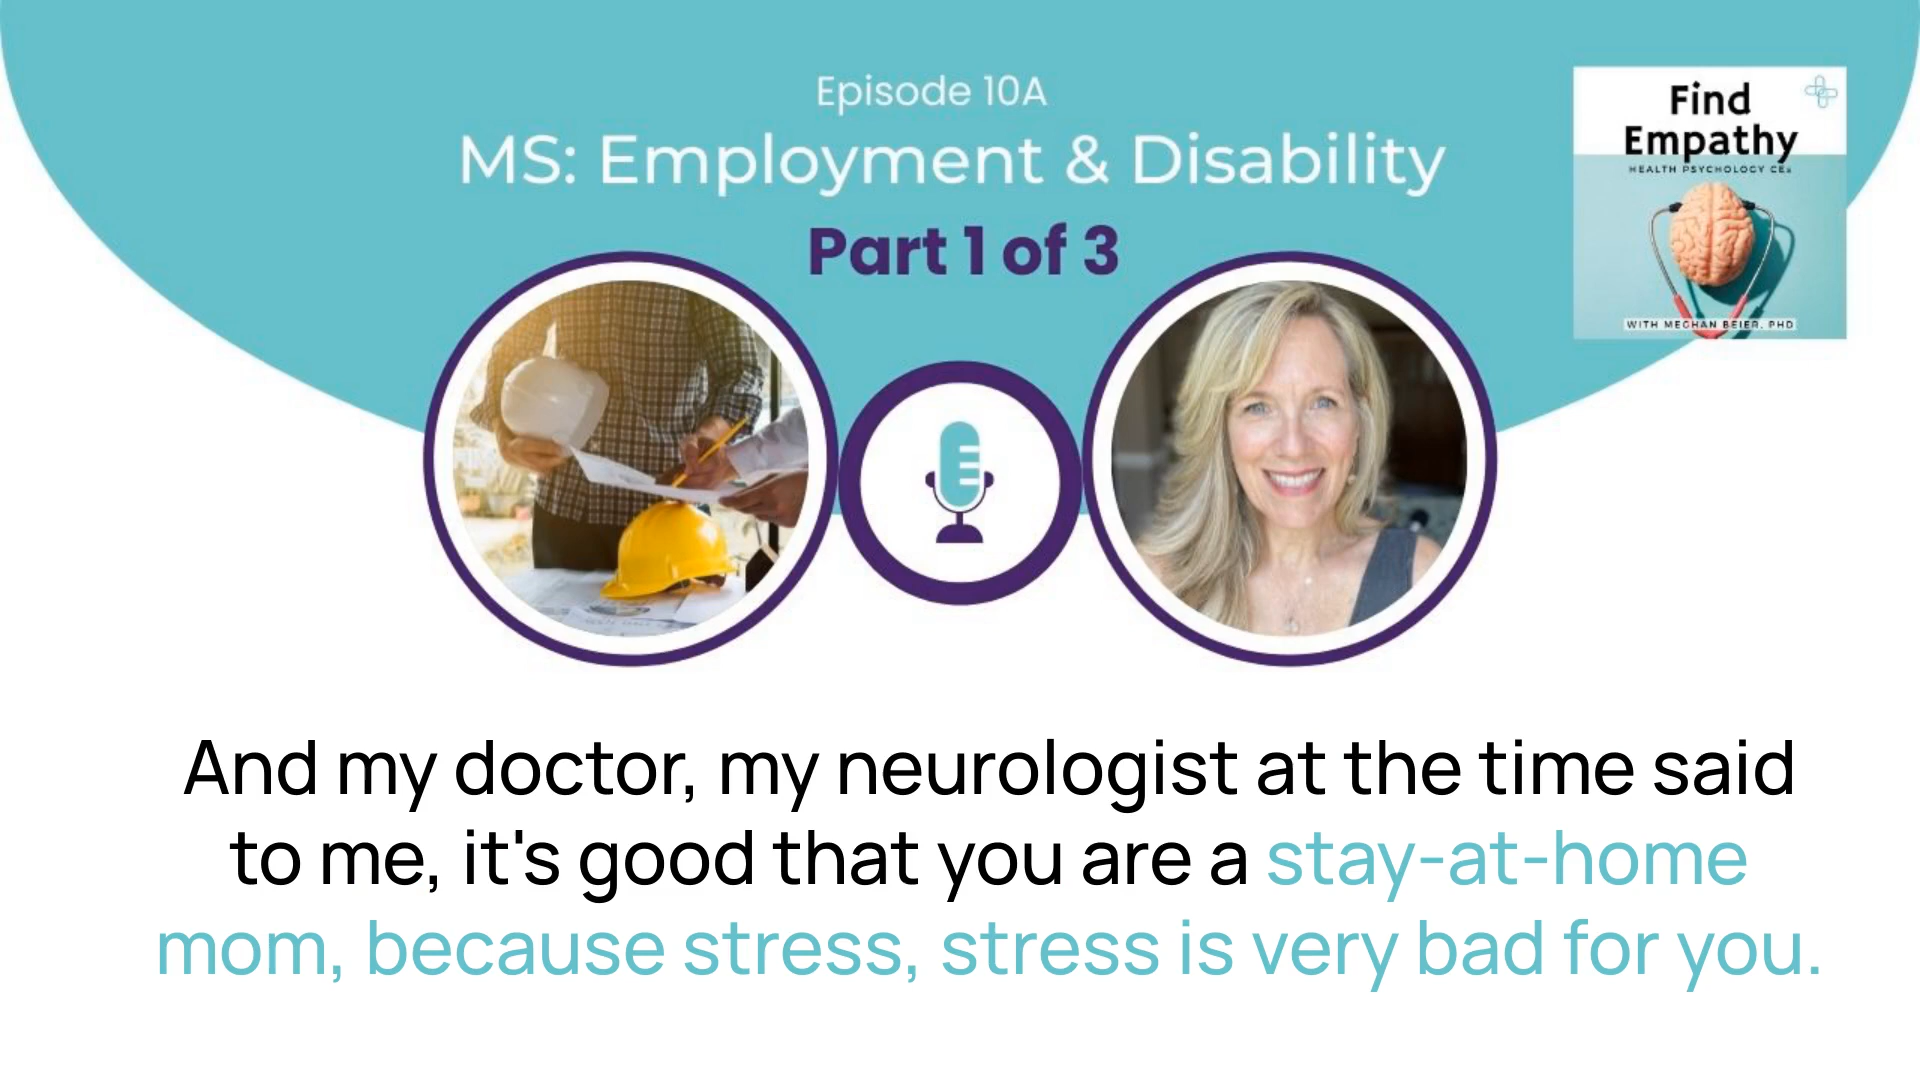 Episode 10A
MS: Employment & Disability
Part 1 of 3
Find
Empathy
HEALTH PSYCHOLOGY CEs
WITH MEGHAN BEIER, PHD
And my doctor, my neurologist at the time said
to me, it's good that you are a stay-at-home
mom, because stress, stress is very bad for you.